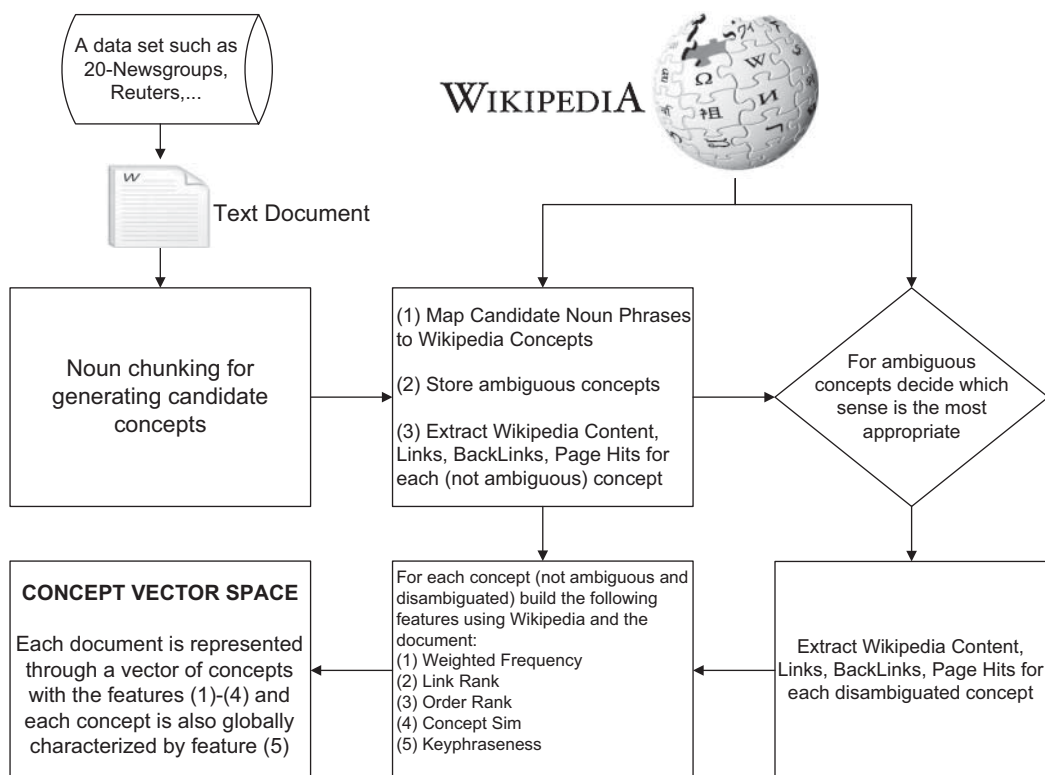 A data set such as
20-Newsgroups,
Reuters,...
WIKIPEDIA
W
Ω
W
祖
И
Text Document
Noun chunking for
generating candidate
concepts
(1) Map Candidate Noun Phrases
to Wikipedia Concepts
(2) Store ambiguous concepts
(3) Extract Wikipedia Content,
Links, BackLinks, Page Hits for
each (not ambiguous) concept
For ambiguous
concepts decide which
sense is the most
appropriate
CONCEPT VECTOR SPACE
Each document is represented
through a vector of concepts
with the features (1)-(4) and
each concept is also globally
characterized by feature (5)
For each concept (not ambiguous and
disambiguated) build the following
features using Wikipedia and the
document:
(1) Weighted Frequency
(2) Link Rank
(3) Order Rank
(4) Concept Sim
(5) Keyphraseness
Extract Wikipedia Content,
Links, BackLinks, Page Hits for
each disambiguated concept